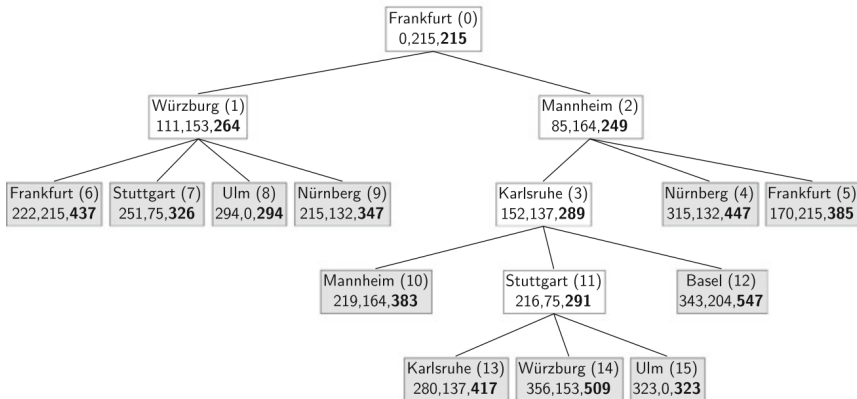 Frankfurt (0)
0,215,215
Würzburg (1)
111,153,264
Mannheim (2)
85,164,249
Frankfurt (6)
222,215,437
Stuttgart (7)
251,75,326
Ulm (8)
294,0,294
Nürnberg (9)
215,132,347
Karlsruhe (3)
152,137,289
Nürnberg (4)
315,132,447
Frankfurt (5)
170,215,385
Mannheim (10)
219,164,383
Stuttgart (11)
216,75,291
Basel (12)
343,204,547
Karlsruhe (13)
280,137,417
Würzburg (14)
356,153,509
Ulm (15)
323,0,323